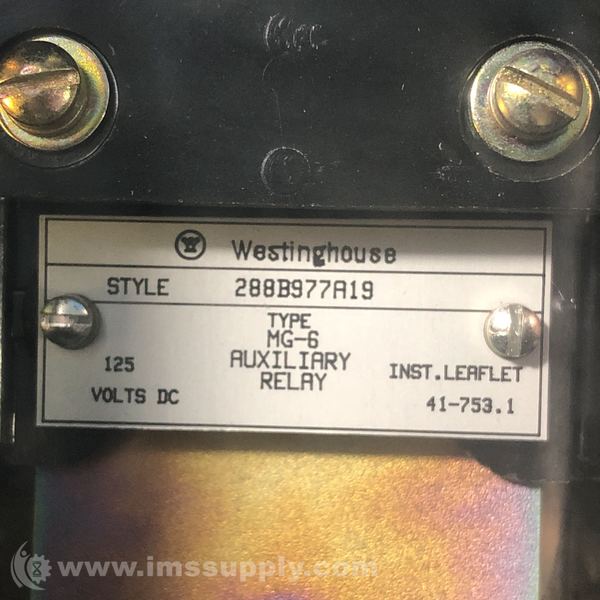 Westinghouse
STYLE 288B977A19
TYPE
MG-6
AUXILIARY
RELAY
125
VOLTS DC
INST.LEAFLET
41-753.1
www.imssupply.com